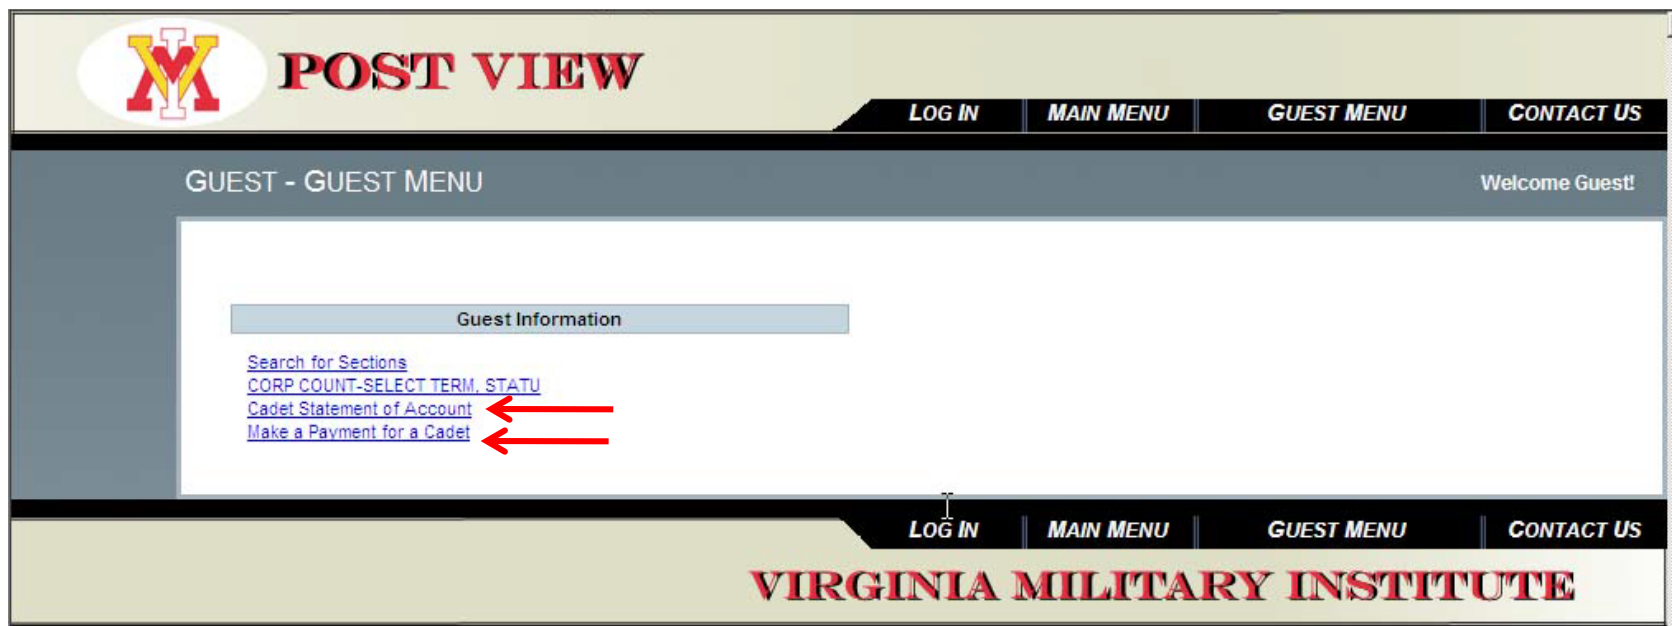 VMI POST VIEW
LOG IN MAIN MENU GUEST MENU CONTACT US
GUEST - GUEST MENU Welcome Guest!
Guest Information
Search for Sections
CORP COUNT-SELECT TERM, STATU
Cadet Statement of Account
Make a Payment for a Cadet
LOG IN MAIN MENU GUEST MENU CONTACT US
VIRGINIA MILITARY INSTITUTE